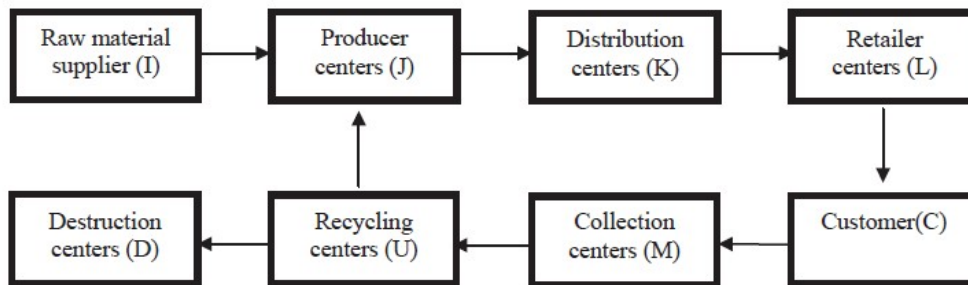 Raw material
supplier (I)
Producer
centers (J)
Distribution
centers (K)
Retailer
centers (L)
Destruction
centers (D)
Recycling
centers (U)
Collection
centers (M)
Customer(C)